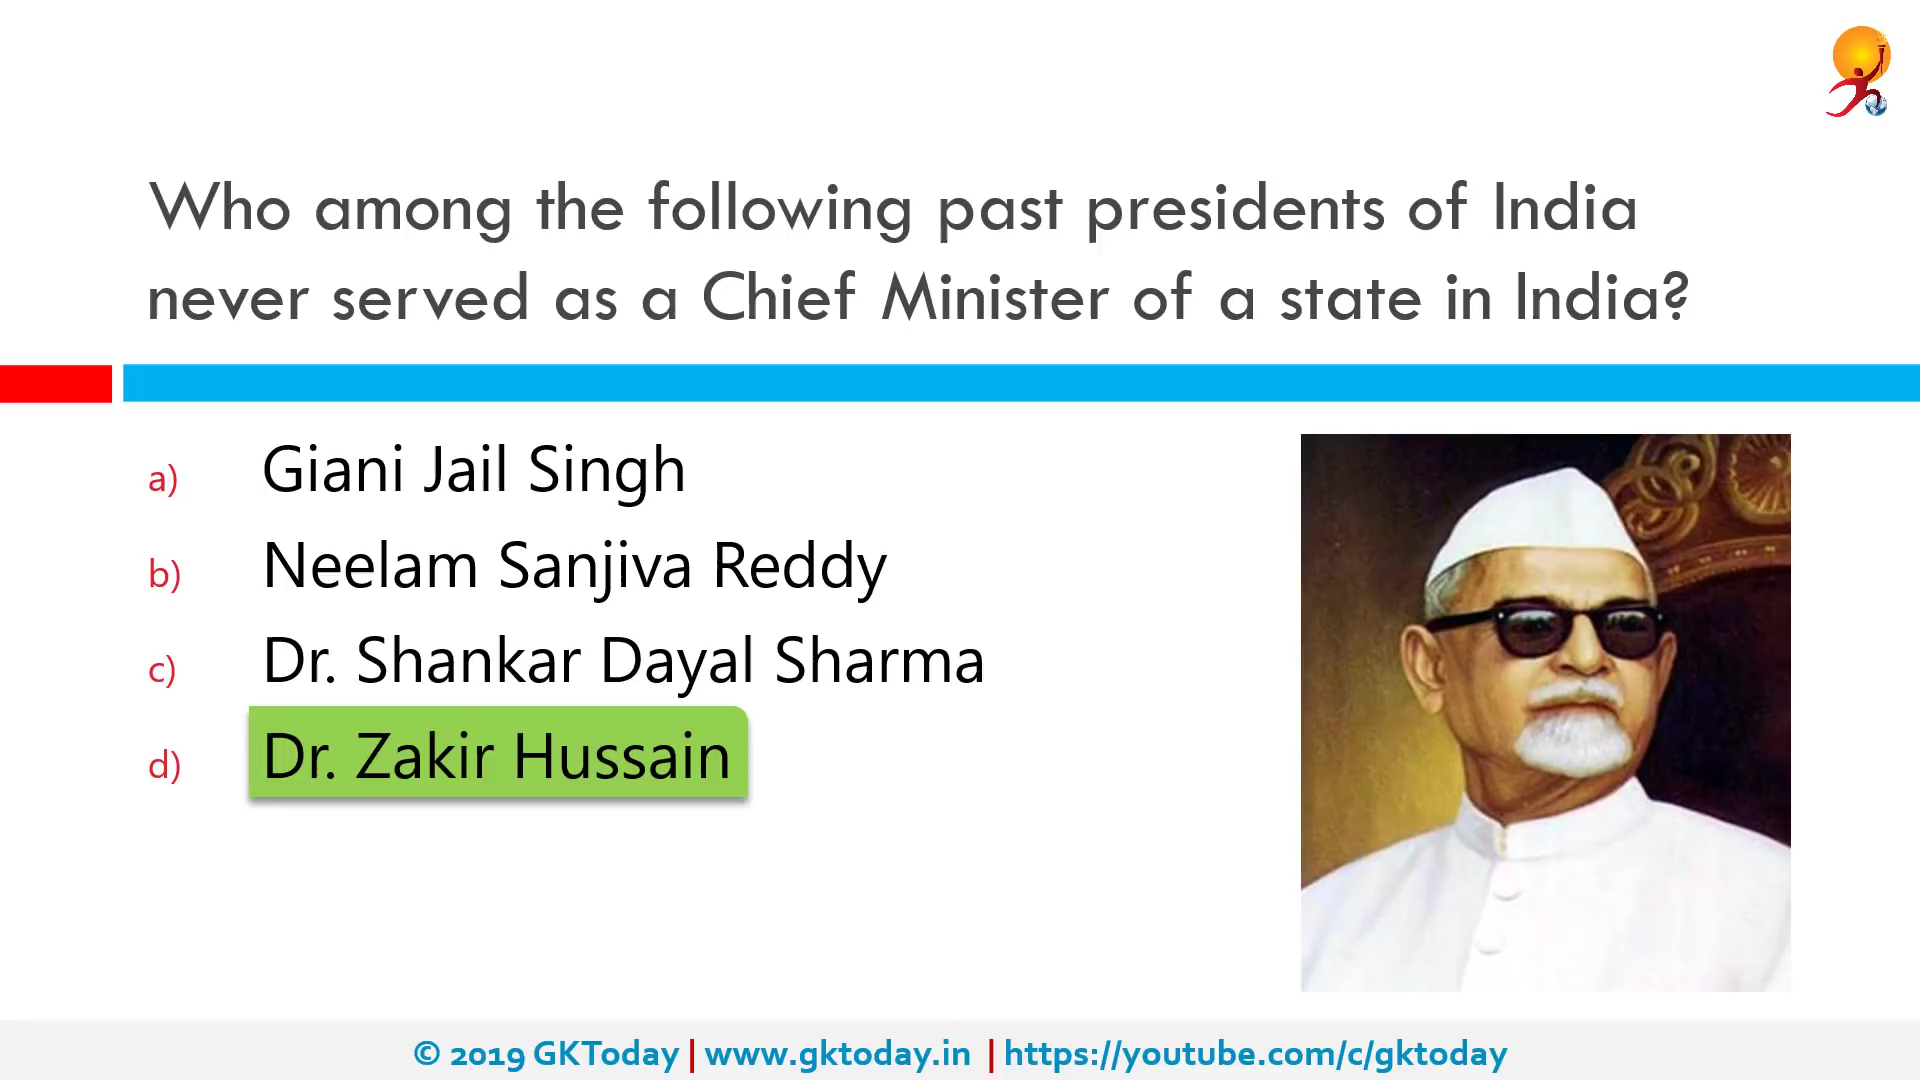 Who among the following past presidents of India
never served as a Chief Minister of a state in India?
a) Giani Jail Singh
b) Neelam Sanjiva Reddy
c) Dr. Shankar Dayal Sharma
d) Dr. Zakir Hussain
© 2019 GKToday | www.gktoday.in | https://youtube.com/c/gktoday